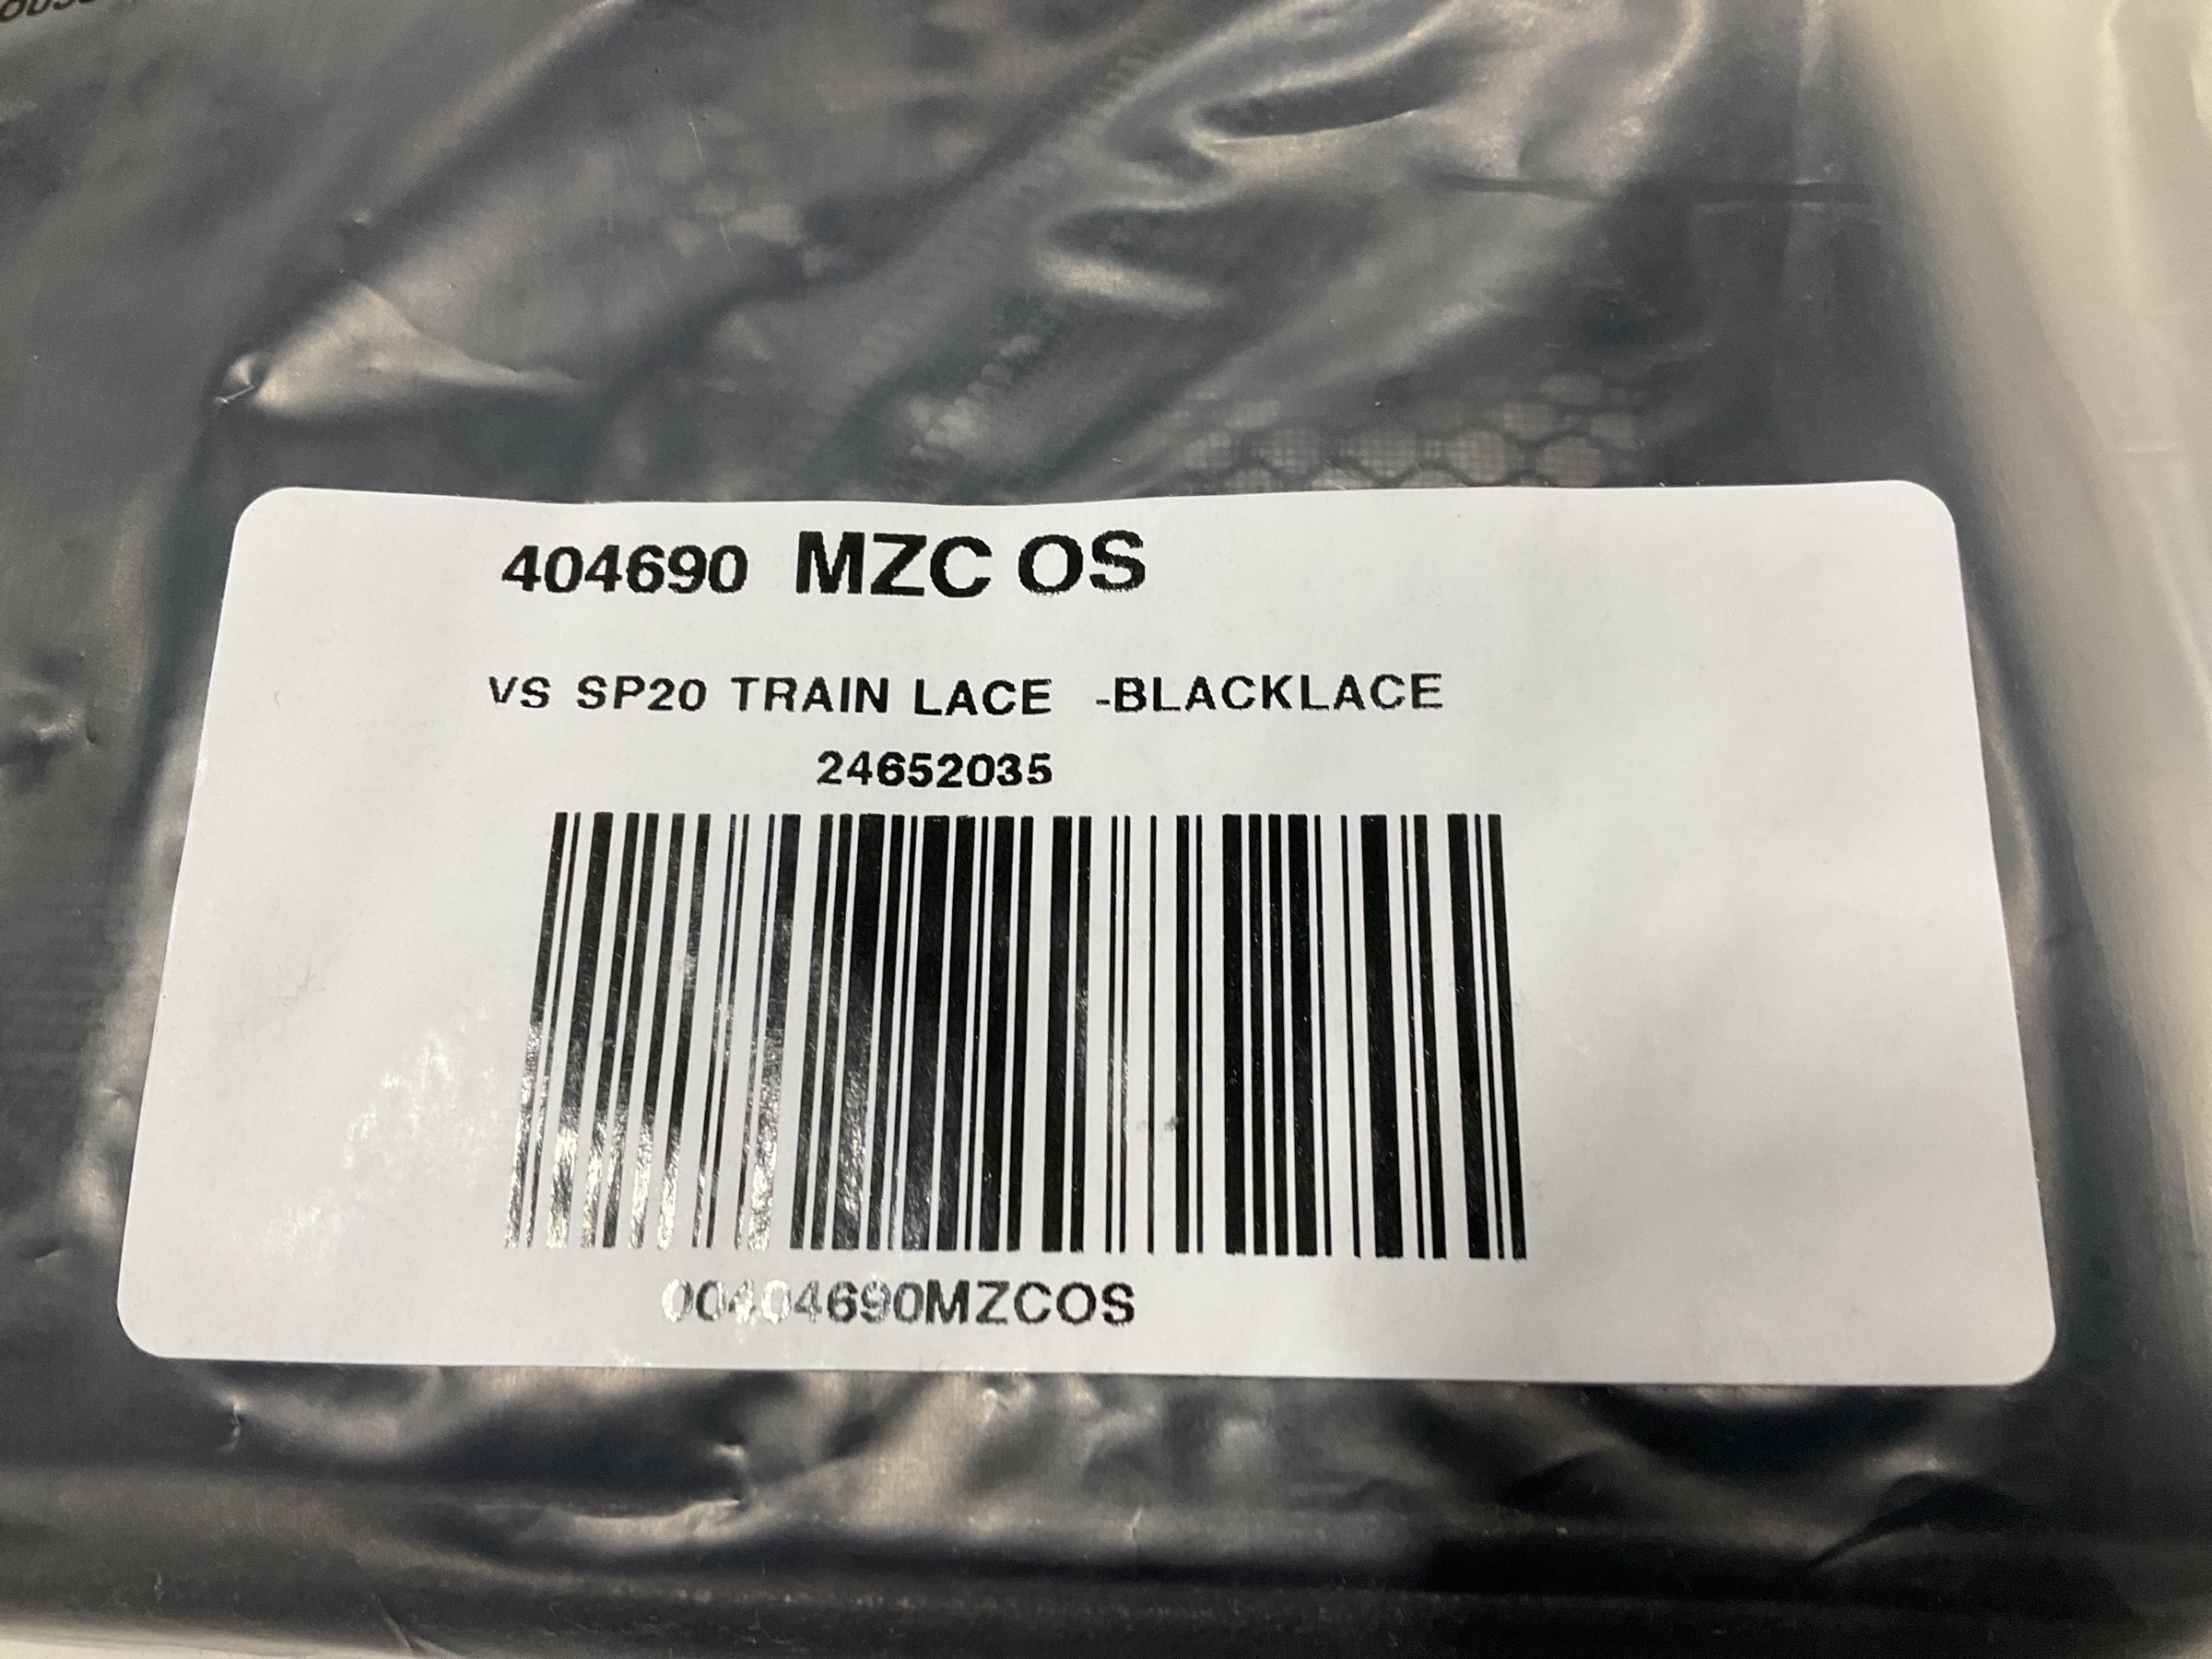 404690 MZC OS
VS SP20 TRAIN LACE -BLACKLACE
24652035
00404690MZCOS